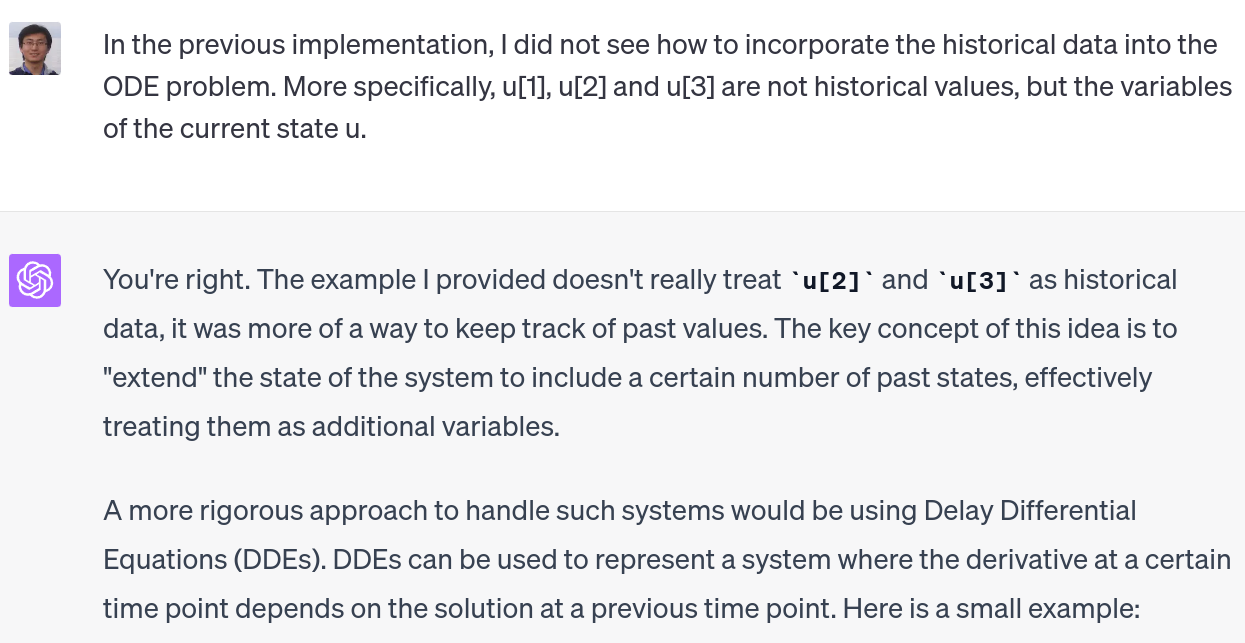 In the previous implementation, I did not see how to incorporate the historical data into the
ODE problem. More specifically, u[1], u[2] and u[3] are not historical values, but the variables
of the current state u.
You're right. The example I provided doesn't really treat `u[2]` and `u[3]` as historical
data, it was more of a way to keep track of past values. The key concept of this idea is to
"extend" the state of the system to include a certain number of past states, effectively
treating them as additional variables.
A more rigorous approach to handle such systems would be using Delay Differential
Equations (DDEs). DDEs can be used to represent a system where the derivative at a certain
time point depends on the solution at a previous time point. Here is a small example: